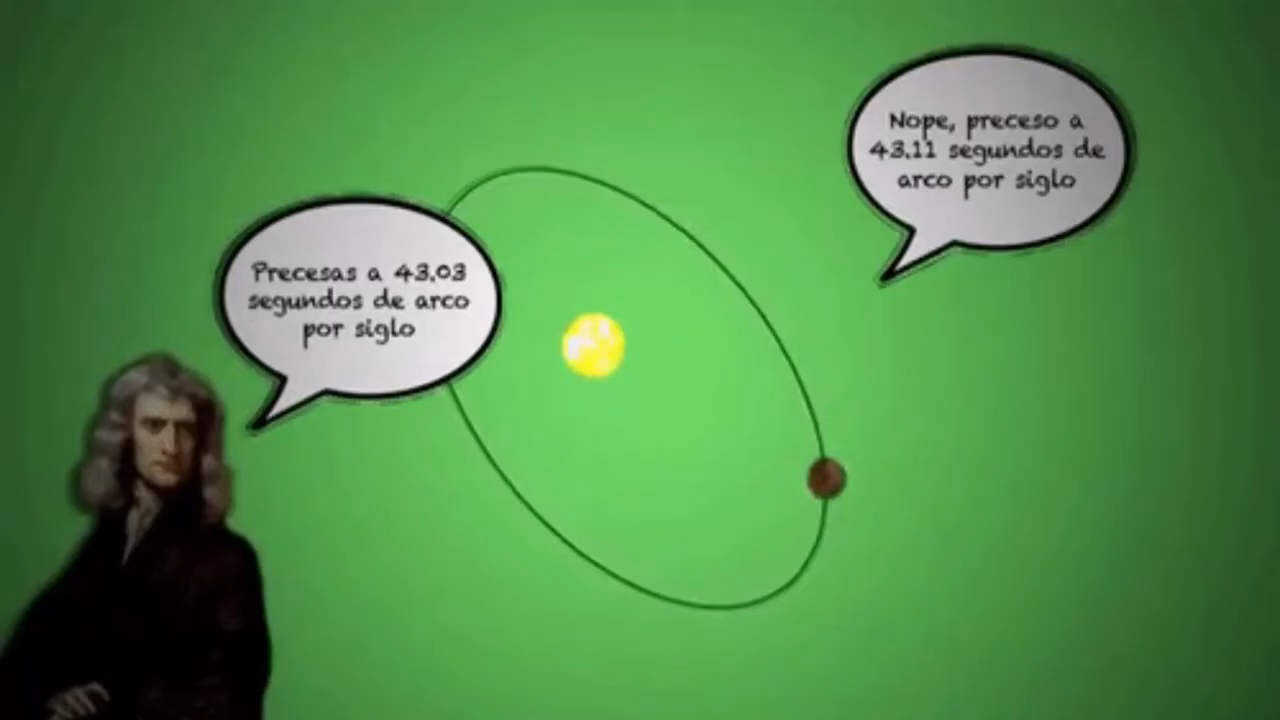 Precesas a 43.03
segundos de arco
por siglo
Nope, preceso a
43.11 segundos de
arco por siglo